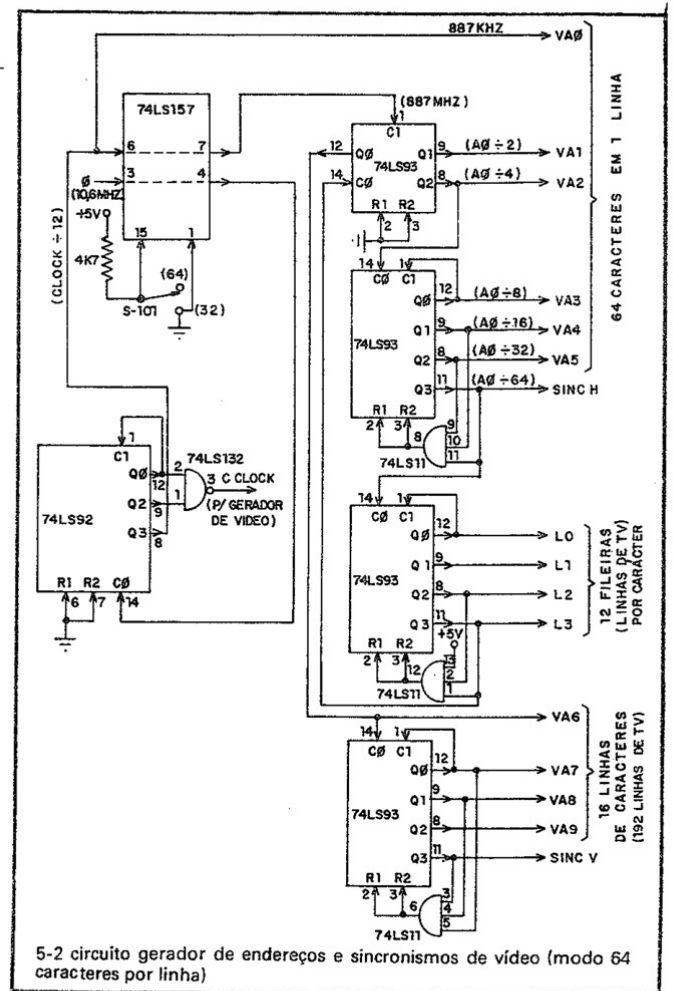 887KHZ
VAØ
74LS157
6
7
3
4
Ø
(10,6MHZ)
+5V
15
1
4K7
(64)
S-101
(32)
(CLOCK ÷ 12)
(887MHZ)
1
C1
12
QØ
Q1
9
(AØ ÷ 2)
VA1
74LS93
14
CØ
Q2
8
(AØ ÷ 4)
VA2
R1
R2
2
3
14
1
CØ
C1
QØ
12
(AØ ÷ 8)
VA3
Q1
9
(AØ ÷ 16)
VA4
74LS93
Q2
8
(AØ ÷ 32)
VA5
Q3
11
(AØ ÷ 64)
SINC H
R1
R2
2
3
8
9
10
11
74LS11
64 CARACTERES EM 1 LINHA
1
C1
74LS132
QØ
12
2
3
C CLOCK
Q2
9
1
(P/ GERADOR
DE VIDEO)
74LS92
Q3
8
R1
R2
CØ
6
7
14
14
1
CØ
C1
QØ
12
L0
Q1
9
L1
74LS93
Q2
8
L2
Q3
11
L3
+5V
R1
R2
2
3
12
13
2
1
74LS11
12 FILEIRAS
(LINHAS DE TV)
POR CARÁCTER
VA6
14
1
CØ
C1
QØ
12
VA7
Q1
9
VA8
74LS93
Q2
8
VA9
Q3
11
SINC V
R1
R2
2
3
6
3
4
5
74LS11
16 LINHAS
DE CARACTERES
(192 LINHAS DE TV)
5-2 circuito gerador de endereços e sincronismos de vídeo (modo 64
caracteres por linha)